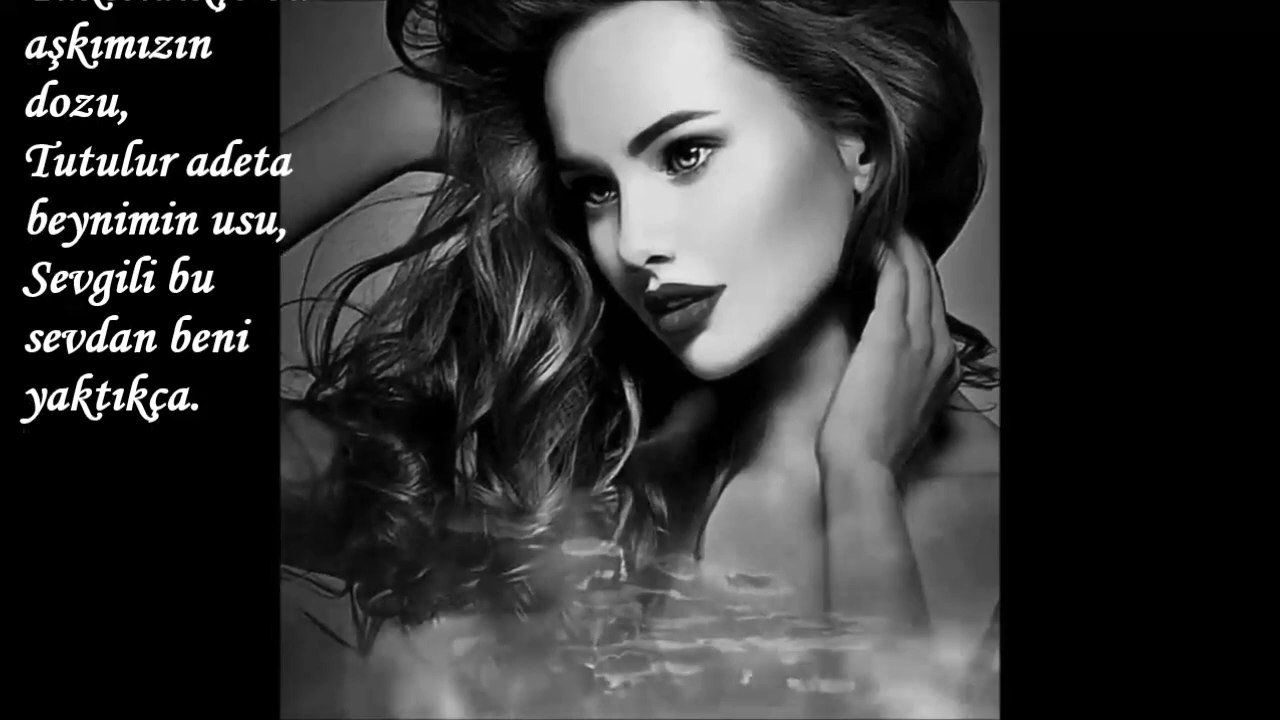 aşkımızın
dozu,
Tutulur adeta
beynimin usu,
Sevgili bu
sevdan beni
yaktıkça.